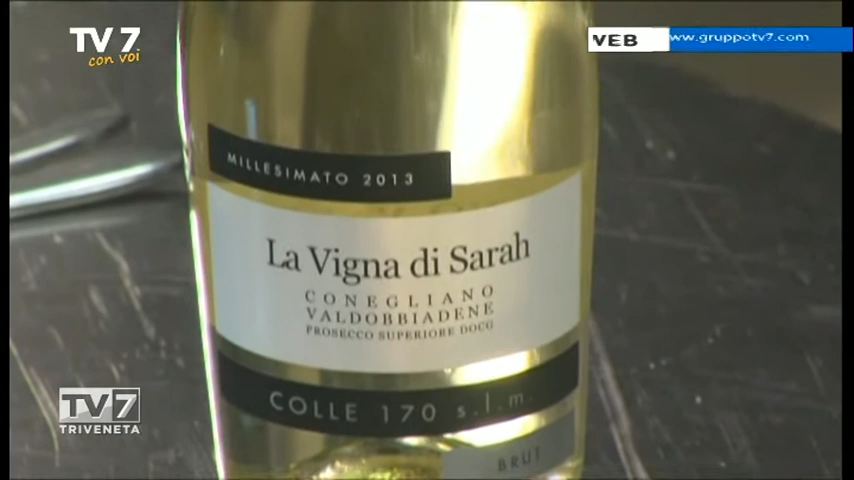 TV7
con voi
VEB
www.gruppotv7.com
MILLESIMATO 2013
La Vigna di Sarah
CONEGLIANO
VALDOBBIADENE
PROSECCO SUPERIORE DOCG
COLLE 170 s.l.m.
BRUT
TV7
TRIVENETA